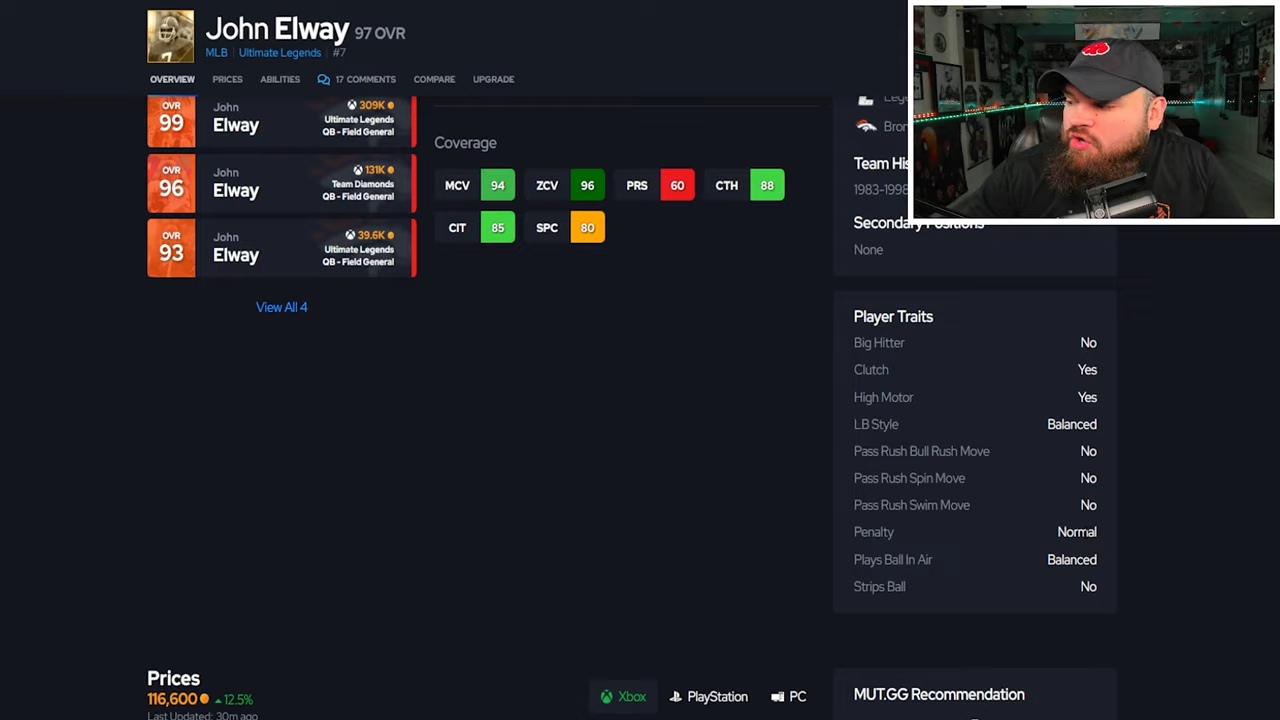 John Elway 97 OVR
MLB | Ultimate Legends | #7
OVERVIEW PRICES ABILITIES 17 COMMENTS COMPARE UPGRADE
OVR 99
John
Elway
309K
Ultimate Legends
QB - Field General
OVR 96
John
Elway
131K
Team Diamonds
QB - Field General
OVR 93
John
Elway
39.6K
Ultimate Legends
QB - Field General
View All 4
Coverage
MCV 94 ZCV 96 PRS 60 CTH 88
CIT 85 SPC 80
Team His
1983-1998
Secondary Positions
None
Player Traits
Big Hitter No
Clutch Yes
High Motor Yes
LB Style Balanced
Pass Rush Bull Rush Move No
Pass Rush Spin Move No
Pass Rush Swim Move No
Penalty Normal
Plays Ball In Air Balanced
Strips Ball No
Prices
116,600 12.5%
Last Updated: 30m ago
Xbox PlayStation PC
MUT.GG Recommendation